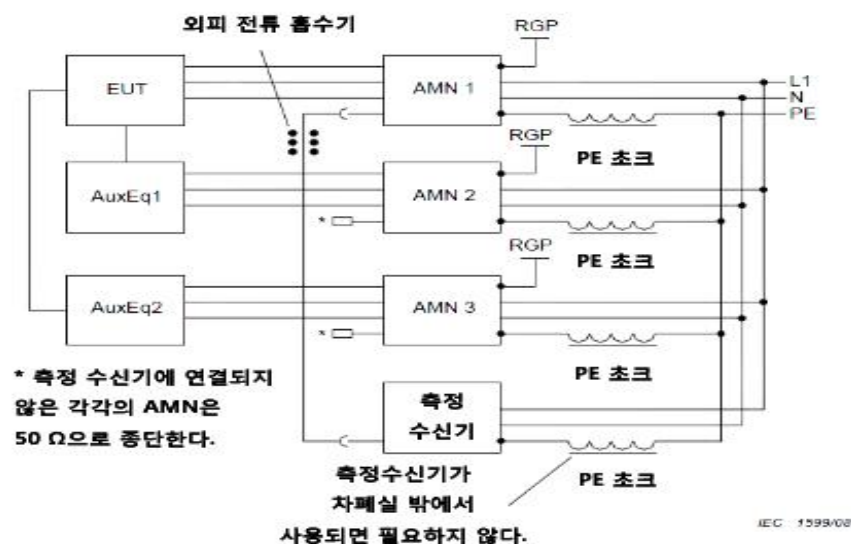 외피 전류 흡수기
RGP
EUT
AMN 1
L1
N
PE
RGP
PE 초크
AuxEq1
AMN 2
*
RGP
PE 초크
AuxEq2
AMN 3
*
PE 초크
* 측정 수신기에 연결되지
않은 각각의 AMN은
50 Ω으로 종단한다.
측정
수신기
PE 초크
측정수신기가
차폐실 밖에서
사용되면 필요하지 않다.
IEC 1599/08